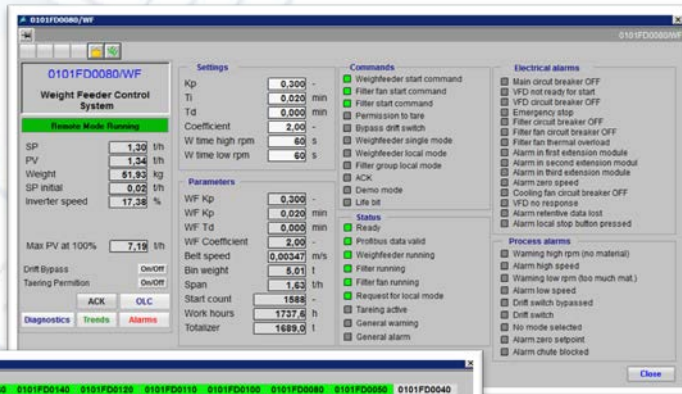 0101FD0080/WF
0101FD0080/WF
0101FD0080/WF
Weight Feeder Control
System
Remote Mode Running
SP 1,30 t/h
PV 1,34 t/h
Weight 51,93 kg
SP initial 0,02 t/h
Inverter speed 17,38 %
Max PV at 100% 7,19 t/h
Drift Bypass On/Off
Taering Permition On/Off
ACK OLC
Diagnostics Trends Alarms
Settings
Kp 0,300 -
Ti 0,020 min
Td 0,000 min
Coefficient 2,00 -
W time high rpm 60 s
W time low rpm 60 s
Parameters
WF Kp 0,300 -
WF Kp 0,020 min
WF Td 0,000 min
WF Coefficient 2,00 -
Belt speed 0,00347 m/s
Bin weight 5,01 t
Span 1,63 t/h
Start count 1588 -
Work hours 1737,6 h
Totalizer 1689,0 t
Commands
Weighfeeder start command
Filter fan start command
Filter start command
Permission to tare
Bypass drift switch
Weighfeeder single mode
Weighfeeder local mode
Filter group local mode
ACK
Demo mode
Life bit
Status
Ready
Profibus data valid
Weighfeeder running
Filter running
Filter fan running
Request for local mode
Tareing active
General warning
General alarm
Electrical alarms
Main circuit breaker OFF
VFD not ready for start
VFD circuit breaker OFF
Emergency stop
Filter circuit breaker OFF
Filter fan circuit breaker OFF
Filter fan thermal overload
Alarm in first extension module
Alarm in second extension modul
Alarm in third extension module
Alarm zero speed
Cooling fan circuit breaker OFF
VFD no response
Alarm retentive data lost
Alarm local stop button pressed
Process alarms
Warning high rpm (no material)
Alarm high speed
Warning low rpm (too much mat.)
Alarm low speed
Drift switch bypassed
Drift switch
No mode selected
Alarm zero setpoint
Alarm chute blocked
Close
0101FD0140 0101FD0120 0101FD0110 0101FD0100 0101FD0080 0101FD0050 0101FD0040